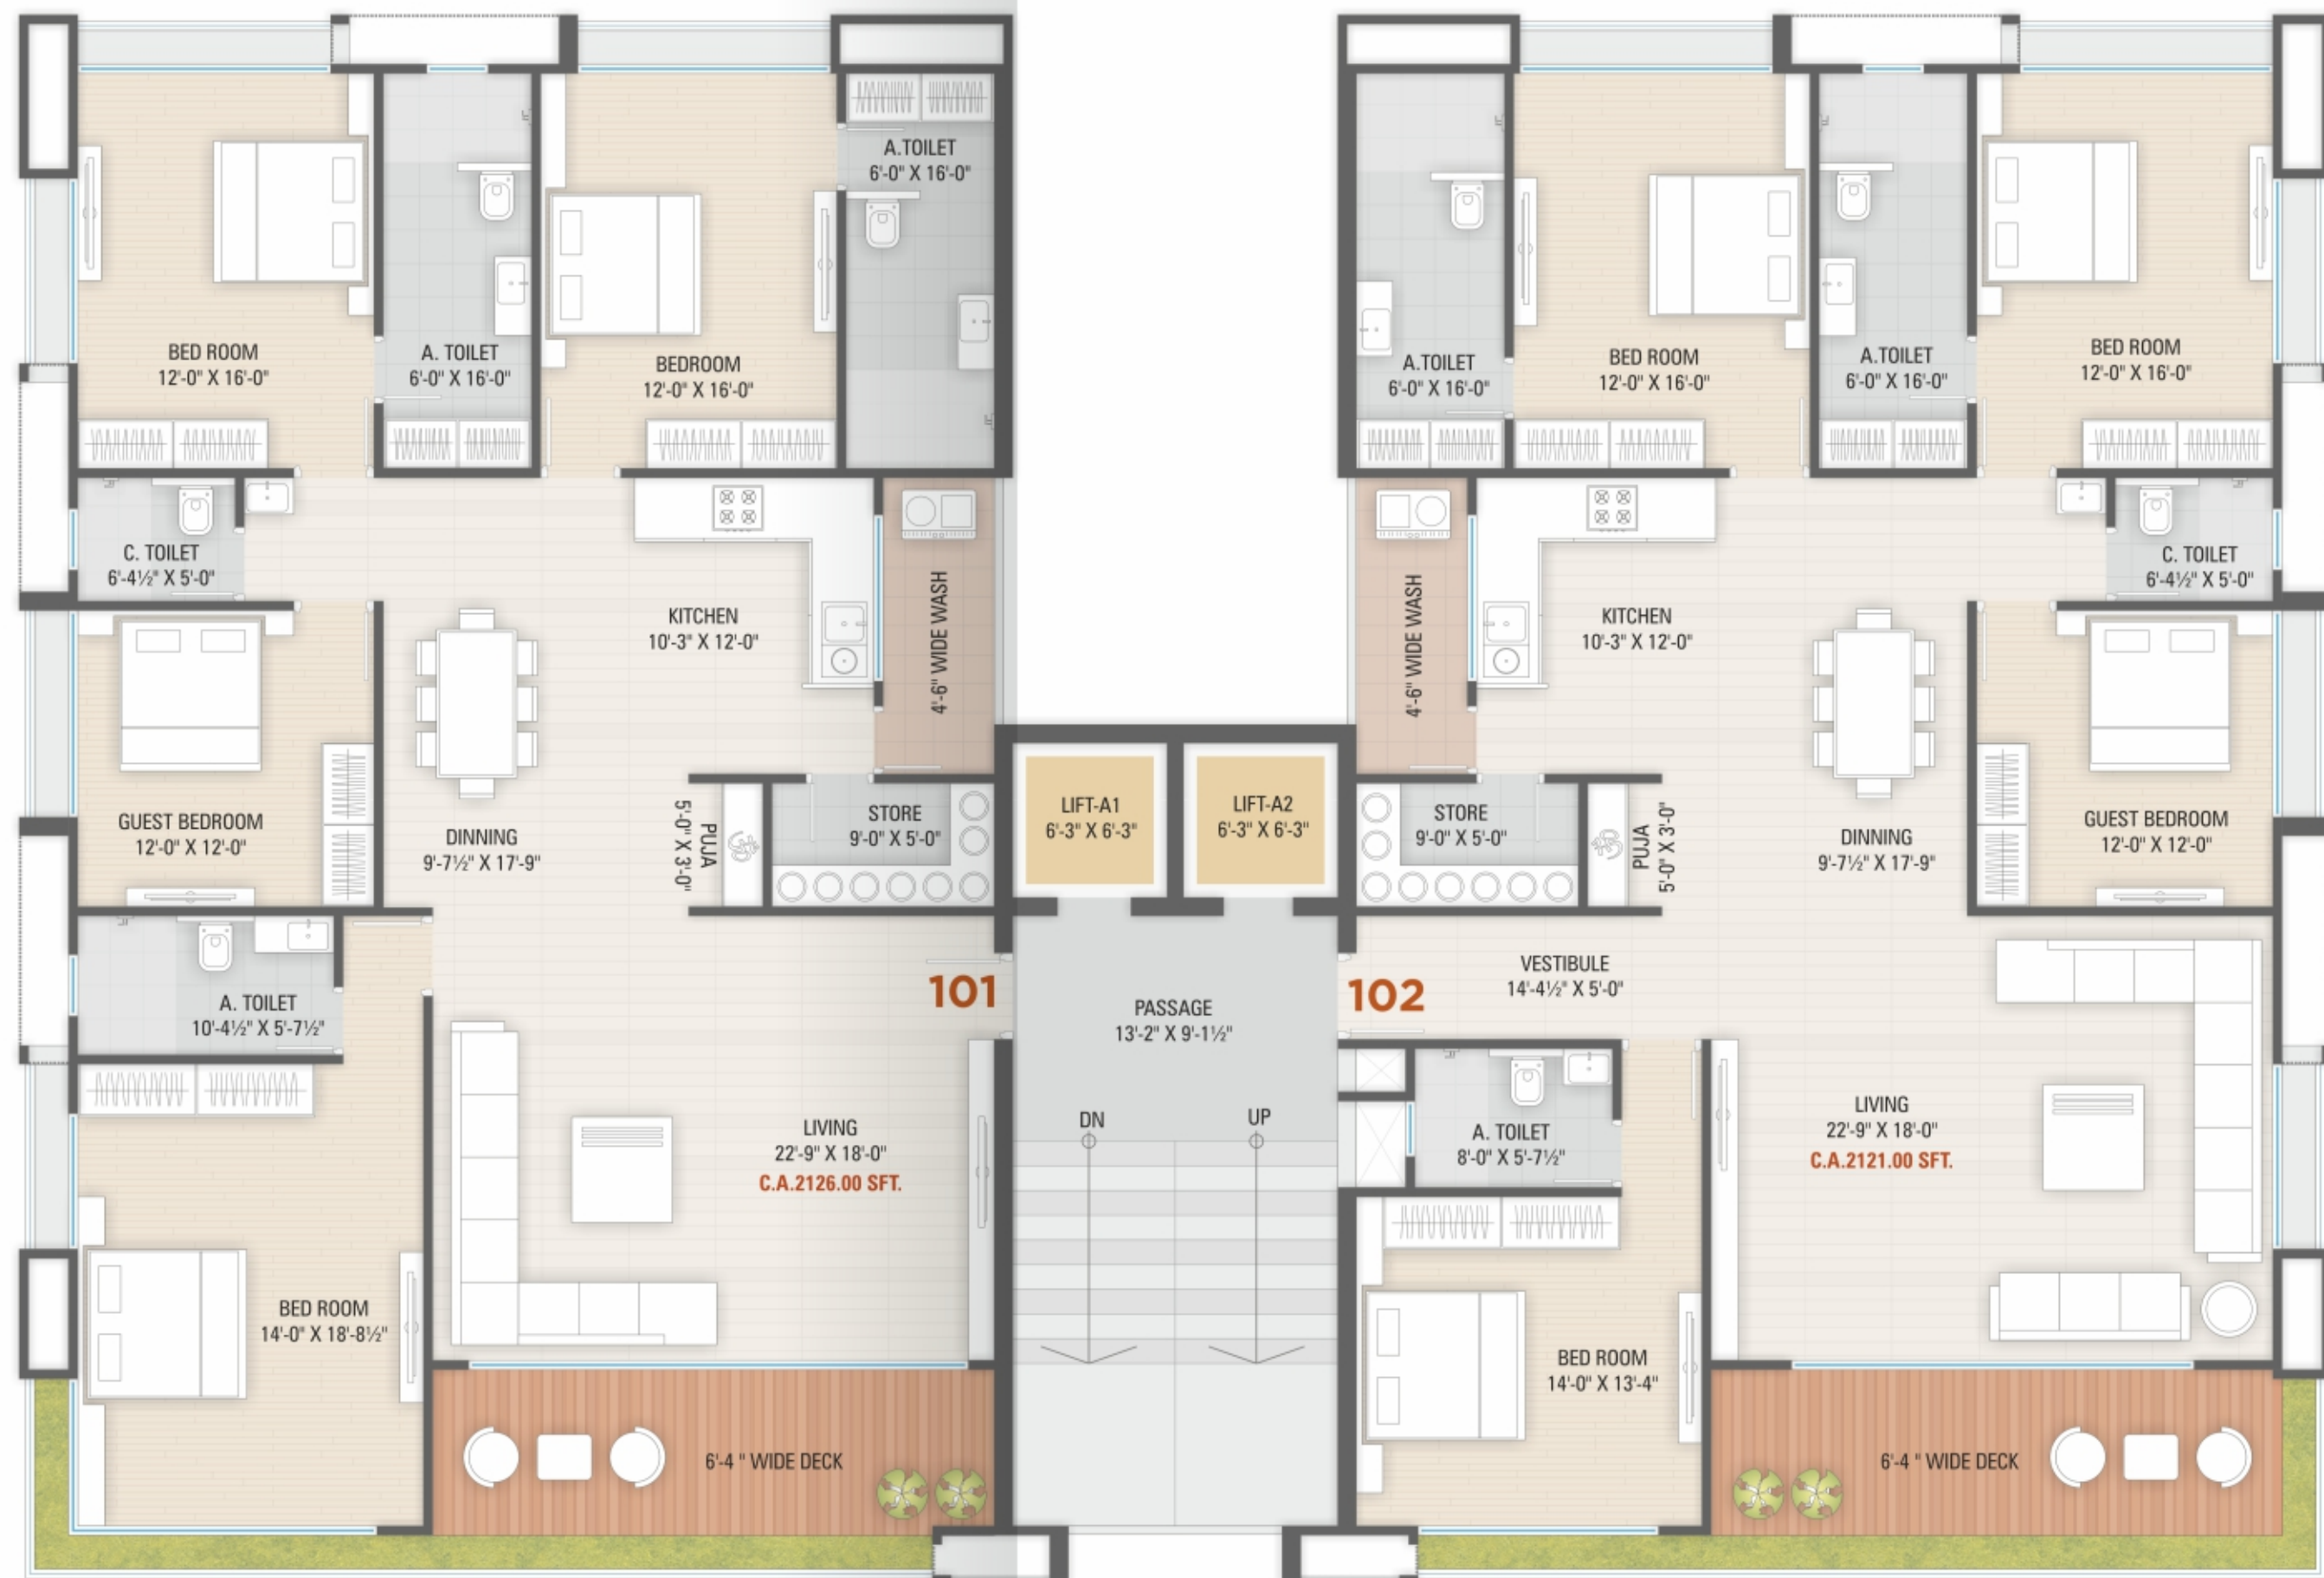 A.TOILET
6'-0" X 16'-0"
BED ROOM
12'-0" X 16'-0"
A. TOILET
6'-0" X 16'-0"
BEDROOM
12'-0" X 16'-0"
A.TOILET
6'-0" X 16'-0"
BED ROOM
12'-0" X 16'-0"
A.TOILET
6'-0" X 16'-0"
BED ROOM
12'-0" X 16'-0"
C. TOILET
6'-4½" X 5'-0"
KITCHEN
10'-3" X 12'-0"
4'-6" WIDE WASH
4'-6" WIDE WASH
KITCHEN
10'-3" X 12'-0"
C. TOILET
6'-4½" X 5'-0"
GUEST BEDROOM
12'-0" X 12'-0"
DINNING
9'-7½" X 17'-9"
PUJA
5'-0" X 3'-0"
STORE
9'-0" X 5'-0"
LIFT-A1
6'-3" X 6'-3"
LIFT-A2
6'-3" X 6'-3"
STORE
9'-0" X 5'-0"
PUJA
5'-0" X 3'-0"
DINNING
9'-7½" X 17'-9"
GUEST BEDROOM
12'-0" X 12'-0"
A. TOILET
10'-4½" X 5'-7½"
101
PASSAGE
13'-2" X 9'-1½"
102
VESTIBULE
14'-4½" X 5'-0"
DN
UP
LIVING
22'-9" X 18'-0"
C.A.2126.00 SFT.
A. TOILET
8'-0" X 5'-7½"
LIVING
22'-9" X 18'-0"
C.A.2121.00 SFT.
BED ROOM
14'-0" X 18'-8½"
BED ROOM
14'-0" X 13'-4"
6'-4 " WIDE DECK
6'-4 " WIDE DECK